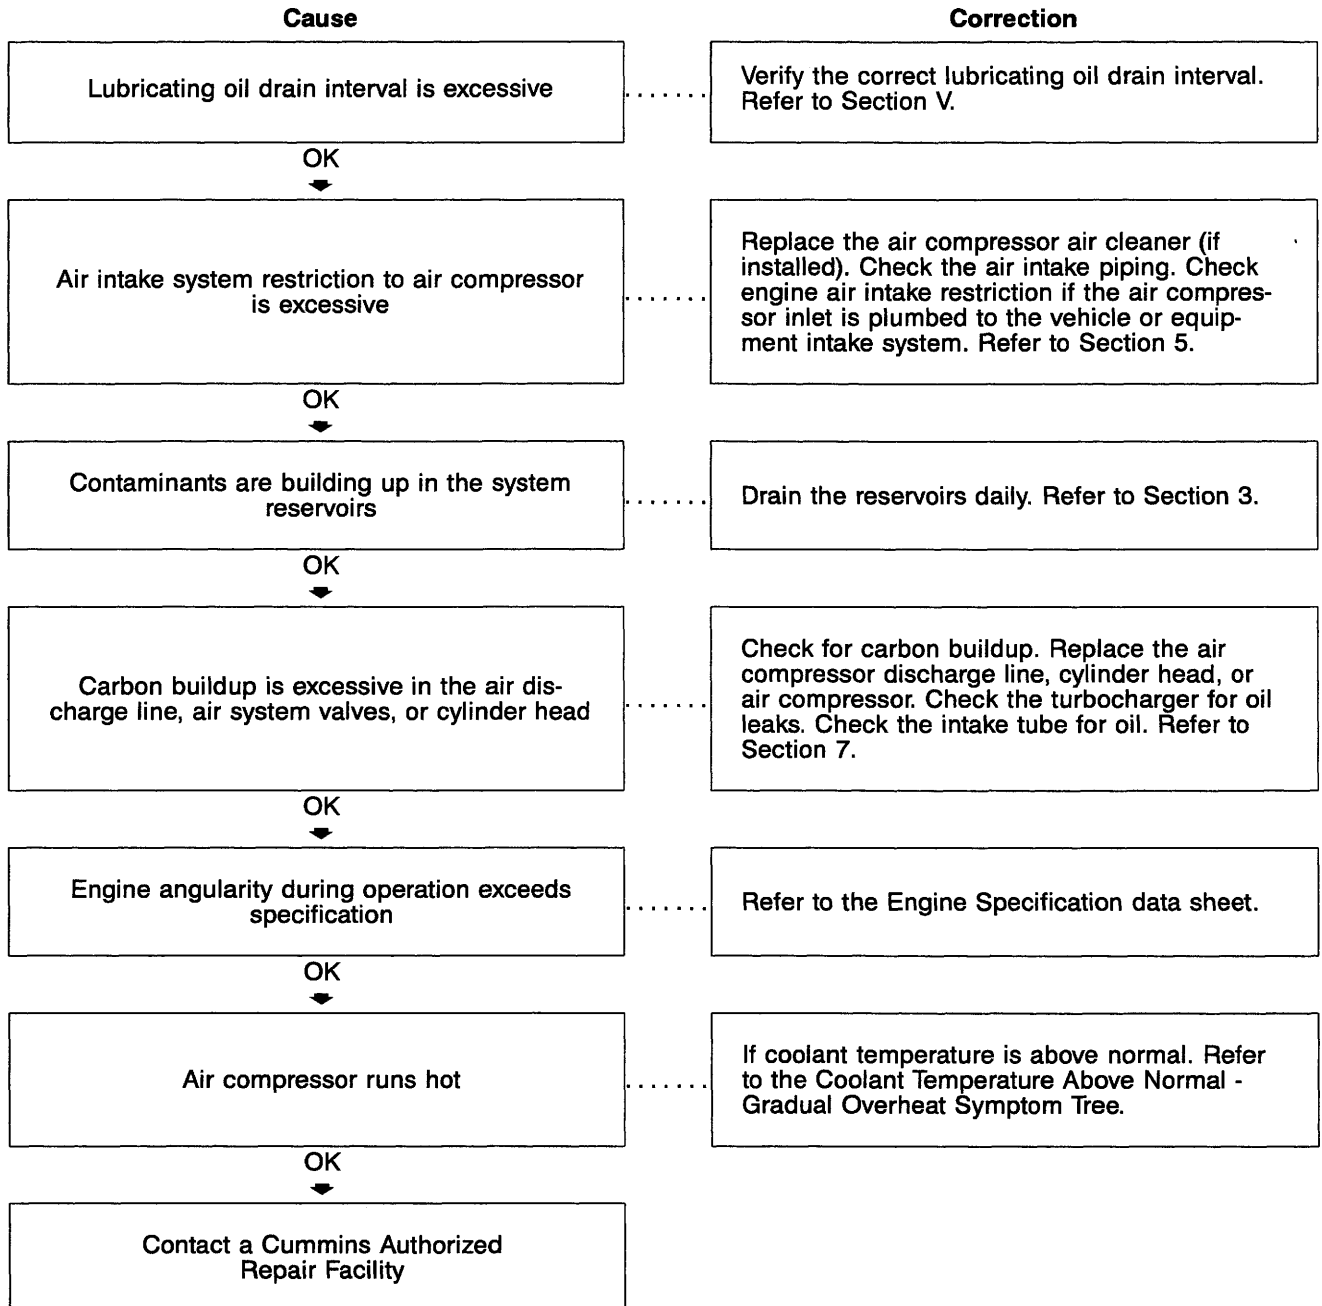 Cause
Correction
Lubricating oil drain interval is excessive
Verify the correct lubricating oil drain interval.
Refer to Section V.
OK
Air intake system restriction to air compressor
is excessive
Replace the air compressor air cleaner (if
installed). Check the air intake piping. Check
engine air intake restriction if the air compres-
sor inlet is plumbed to the vehicle or equip-
ment intake system. Refer to Section 5.
OK
Contaminants are building up in the system
reservoirs
Drain the reservoirs daily. Refer to Section 3.
OK
Carbon buildup is excessive in the air dis-
charge line, air system valves, or cylinder head
Check for carbon buildup. Replace the air
compressor discharge line, cylinder head, or
air compressor. Check the turbocharger for oil
leaks. Check the intake tube for oil. Refer to
Section 7.
OK
Engine angularity during operation exceeds
specification
Refer to the Engine Specification data sheet.
OK
Air compressor runs hot
If coolant temperature is above normal. Refer
to the Coolant Temperature Above Normal -
Gradual Overheat Symptom Tree.
OK
Contact a Cummins Authorized
Repair Facility